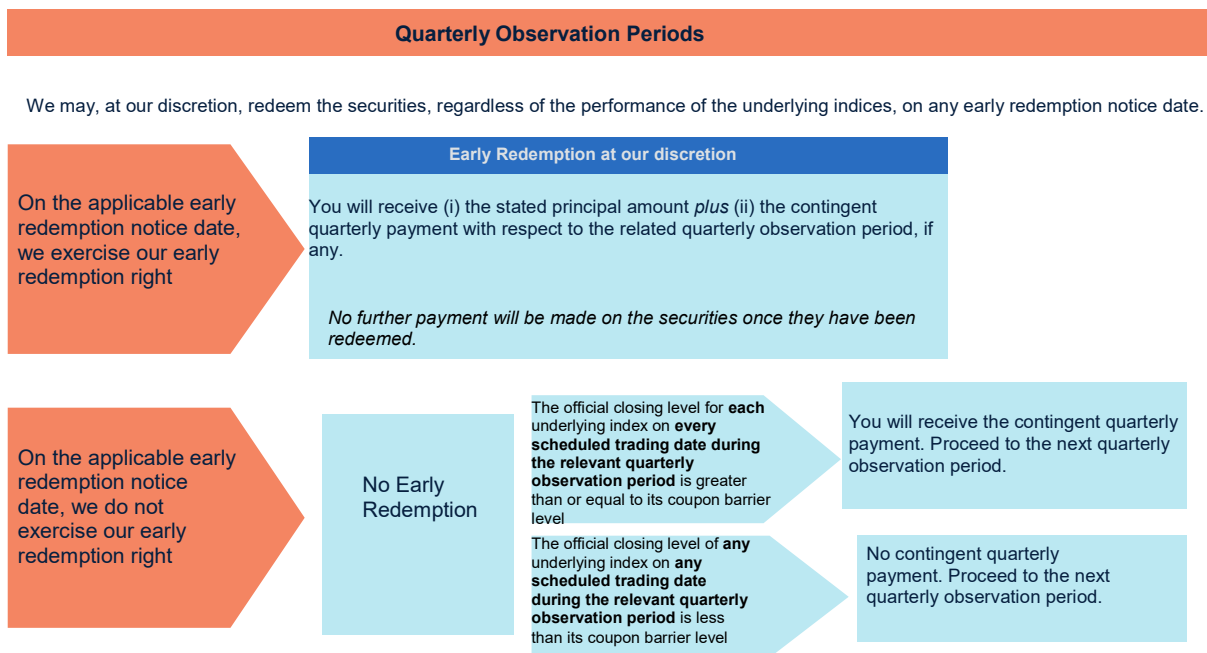 Quarterly Observation Periods
We may, at our discretion, redeem the securities, regardless of the performance of the underlying indices, on any early redemption notice date.
On the applicable early
redemption notice date,
we exercise our early
redemption right
Early Redemption at our discretion
You will receive (i) the stated principal amount plus (ii) the contingent
quarterly payment with respect to the related quarterly observation period, if
any.
No further payment will be made on the securities once they have been
redeemed.
On the applicable early
redemption notice
date, we do not
exercise our early
redemption right
No Early
Redemption
The official closing level for each
underlying index on every
scheduled trading date during
the relevant quarterly
observation period is greater
than or equal to its coupon barrier
level
You will receive the contingent quarterly
payment. Proceed to the next quarterly
observation period.
The official closing level of any
underlying index on any
scheduled trading date
during the relevant quarterly
observation period is less
than its coupon barrier level
No contingent quarterly
payment. Proceed to the next
quarterly observation period.